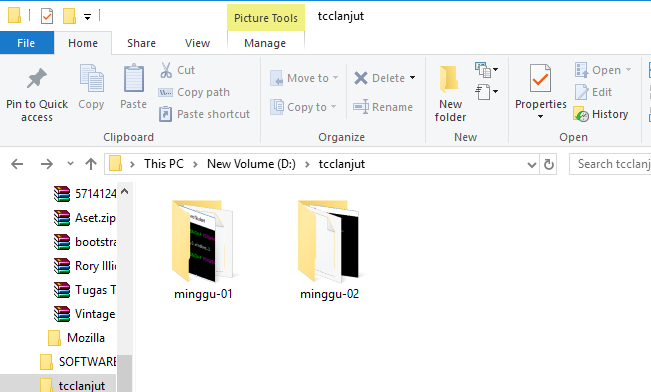 Picture Tools tcclanjut
File Home Share View Manage
Pin to Quick access
Copy
Paste
Cut
Copy path
Paste shortcut
Clipboard
Move to
Copy to
Delete
Rename
Organize
New folder
New
Properties
Open
Edit
History
Open
This PC > New Volume (D:) > tcclanjut
Search tcclanj
5714124
Aset.zip
bootstra
Rory Illi
Tugas T
Vintage
Mozilla
SOFTWARE
tcclanjut
minggu-01
minggu-02